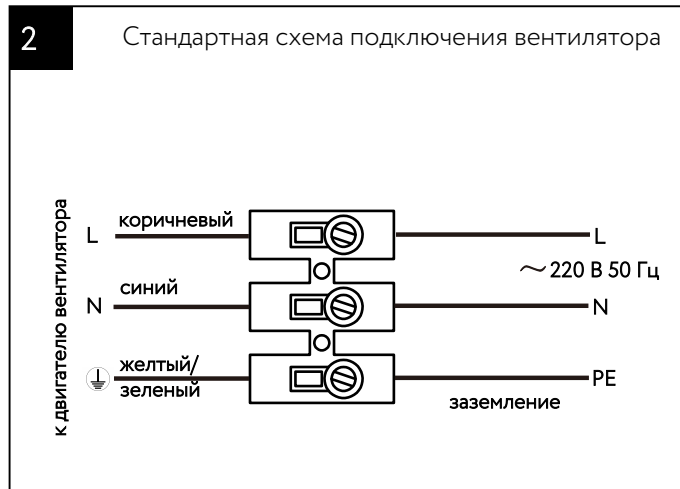 2
Стандартная схема подключения вентилятора
к двигателю вентилятора
L коричневый L
~ 220 В 50 Гц
N синий N
желтый/
зеленый
PE
заземление